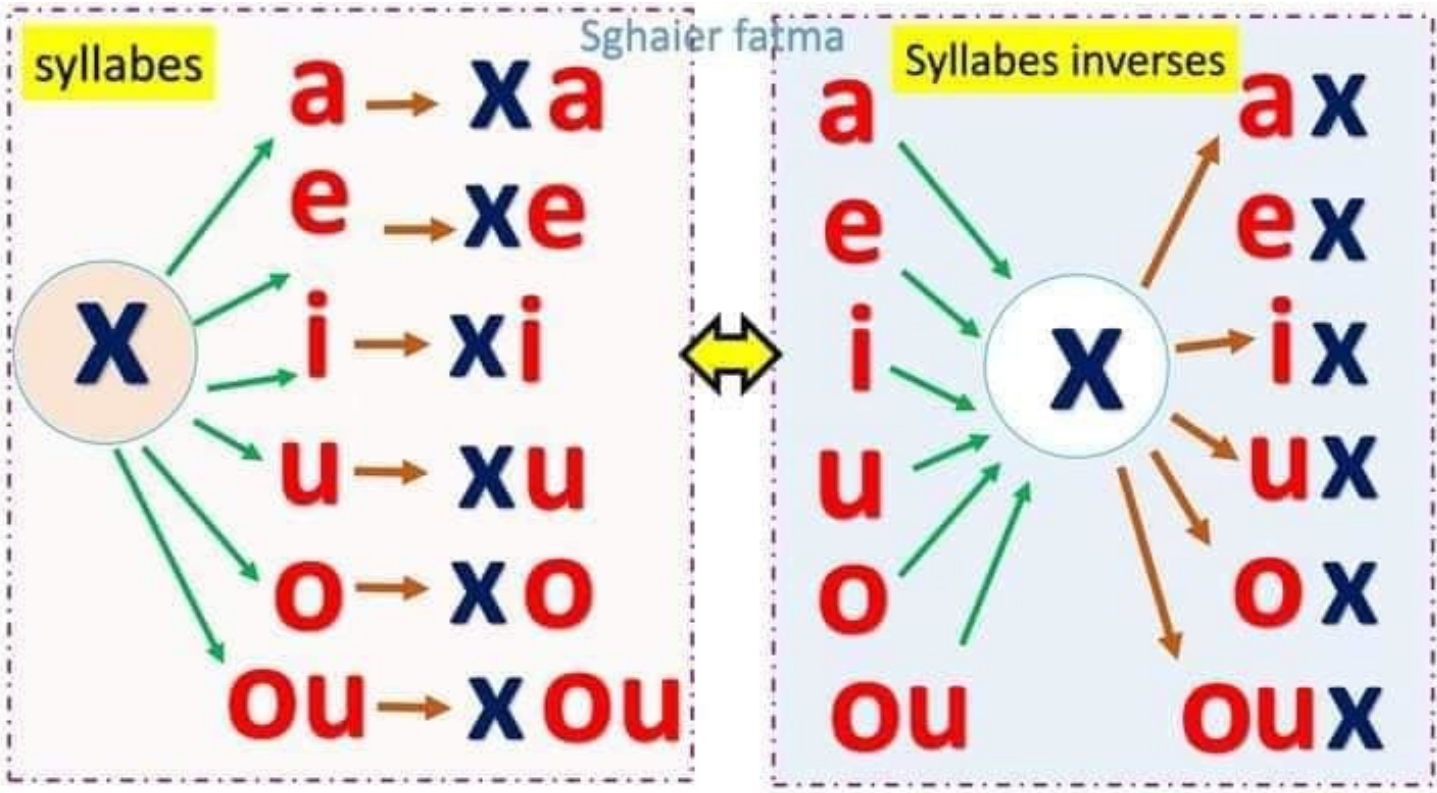 Sghaier fatma
syllabes
x
a → xa
e → xe
i → xi
u → xu
o → xo
ou → xou
Syllabes inverses
a
e
i
u
o
ou
x
ax
ex
ix
ux
ox
oux